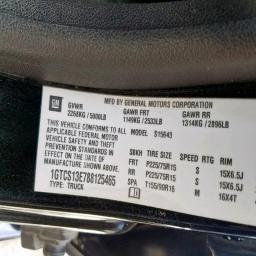 GM
MFD BY GENERAL MOTORS CORPORATION
GVWR GAWR FRT GAWR RR
2268KG/5000LB 1149KG/2533LB 1314KG/2896LB
THIS VEHICLE CONFORMS TO ALL MODEL S15643
APPLICABLE FEDERAL MOTOR
VEHICLE SAFETY AND THEFT
PREVENTION STANDARDS IN
EFFECT ON THE DATE OF
MANUFACTURE SHOWN ABOVE.
1GTCS13E788125465
TYPE: TRUCK
TIRE SIZE SPEED RTG RIM
P225/75R15 S 15X6.5J
RR P225/75R15 S 15X6.5J
SPA T155/90R16 M 16X4T